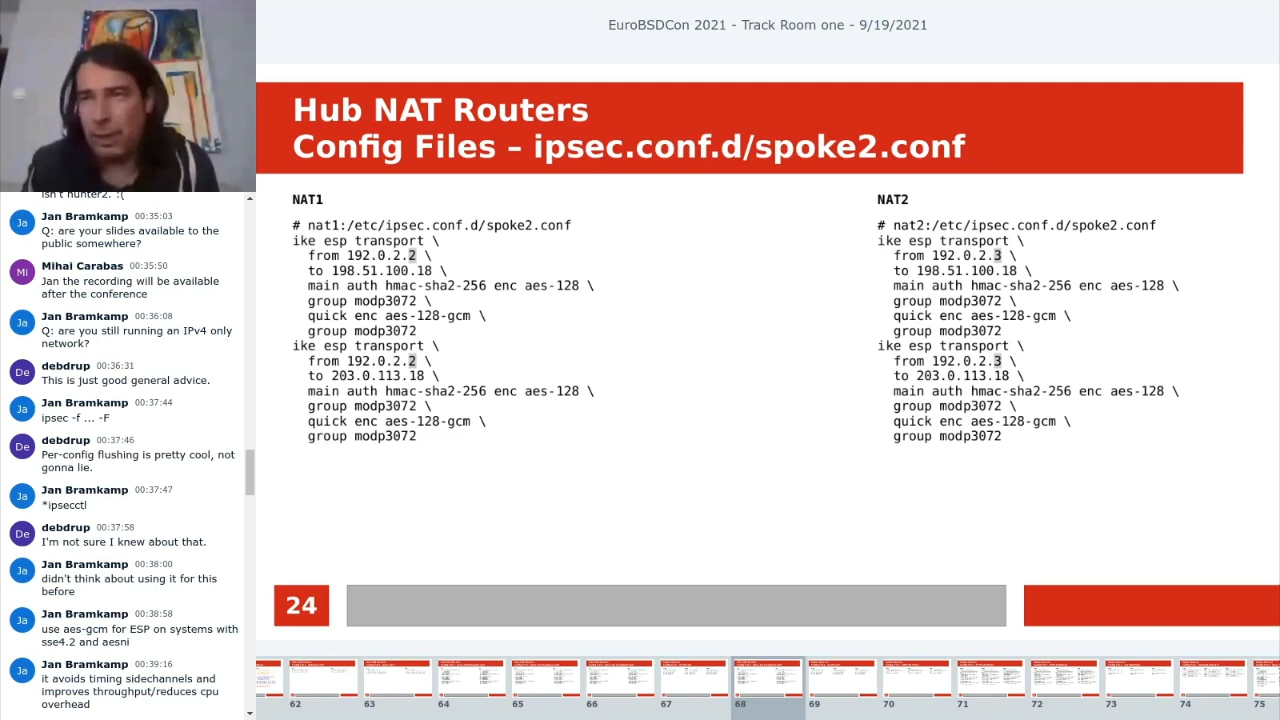 EuroBSDCon 2021 - Track Room one - 9/19/2021
isn't hunter2. :(
Ja
Jan Bramkamp 00:35:03
Q: are your slides available to the
public somewhere?
Mi
Mihai Carabas 00:35:50
Jan the recording will be available
after the conference
Ja
Jan Bramkamp 00:36:08
Q: are you still running an IPv4 only
network?
De
debdrup 00:36:31
This is just good general advice.
Ja
Jan Bramkamp 00:37:44
ipsec -f ... -F
De
debdrup 00:37:46
Per-config flushing is pretty cool, not
gonna lie.
Ja
Jan Bramkamp 00:37:47
*ipsecctl
De
debdrup 00:37:58
I'm not sure I knew about that.
Ja
Jan Bramkamp 00:38:00
didn't think about using it for this
before
Ja
Jan Bramkamp 00:38:58
use aes-gcm for ESP on systems with
sse4.2 and aesni
Ja
Jan Bramkamp 00:39:16
it avoids timing sidechannels and
improves throughput/reduces cpu
overhead
Hub NAT Routers
Config Files – ipsec.conf.d/spoke2.conf
NAT1
# nat1:/etc/ipsec.conf.d/spoke2.conf
ike esp transport \
from 192.0.2.2 \
to 198.51.100.18 \
main auth hmac-sha2-256 enc aes-128 \
group modp3072 \
quick enc aes-128-gcm \
group modp3072
ike esp transport \
from 192.0.2.2 \
to 203.0.113.18 \
main auth hmac-sha2-256 enc aes-128 \
group modp3072 \
quick enc aes-128-gcm \
group modp3072
NAT2
# nat2:/etc/ipsec.conf.d/spoke2.conf
ike esp transport \
from 192.0.2.3 \
to 198.51.100.18 \
main auth hmac-sha2-256 enc aes-128 \
group modp3072 \
quick enc aes-128-gcm \
group modp3072
ike esp transport \
from 192.0.2.3 \
to 203.0.113.18 \
main auth hmac-sha2-256 enc aes-128 \
group modp3072 \
quick enc aes-128-gcm \
group modp3072
24
62 63 64 65 66 67 68 69 70 71 72 73 74 75